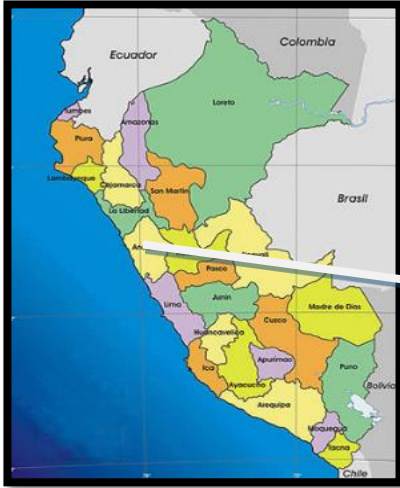 Colombia
Ecuador
Loreto
Tumbes
Amazonas
Piura
Lambayeque
Cajamarca
San Martín
Brasil
La Libertad
Pasco
Lima
Junin
Madre de Dios
Cuzco
Huancavelica
Ica
Apurimac
Puno
Ayacucho
Bolivia
Arequipa
Moquegua
Tacna
Chile